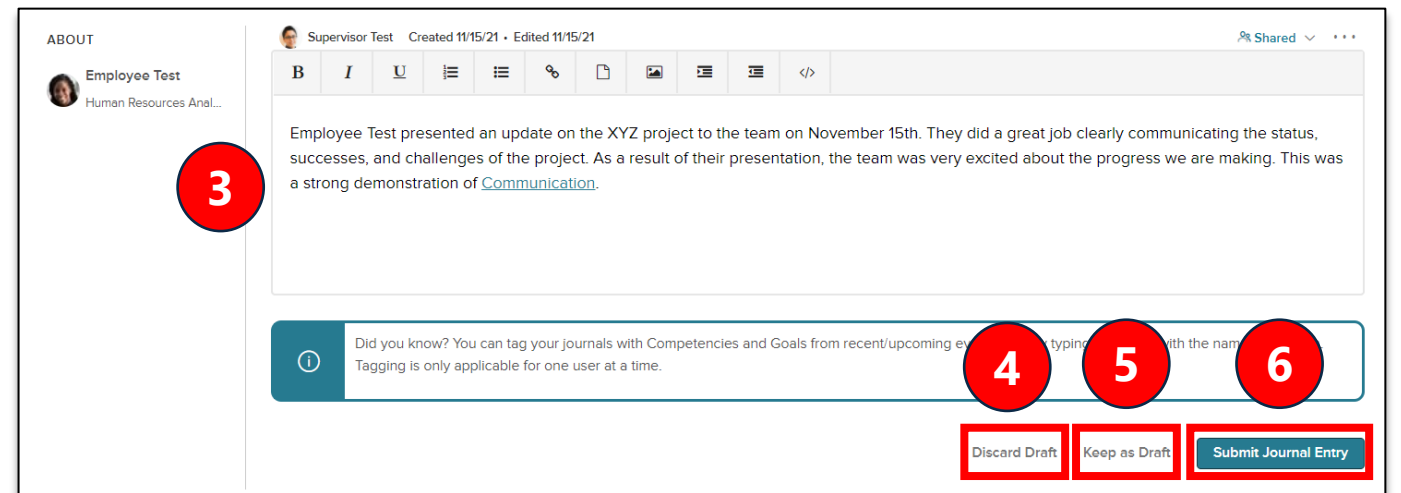 ABOUT
Employee Test
Human Resources Anal...
Supervisor Test Created 11/15/21 • Edited 11/15/21
Shared
B I U
Employee Test presented an update on the XYZ project to the team on November 15th. They did a great job clearly communicating the status,
successes, and challenges of the project. As a result of their presentation, the team was very excited about the progress we are making. This was
a strong demonstration of Communication.
3
Did you know? You can tag your journals with Competencies and Goals from recent/upcoming typing with the
Tagging is only applicable for one user at a time.
4
5
6
Discard Draft
Keep as Draft
Submit Journal Entry